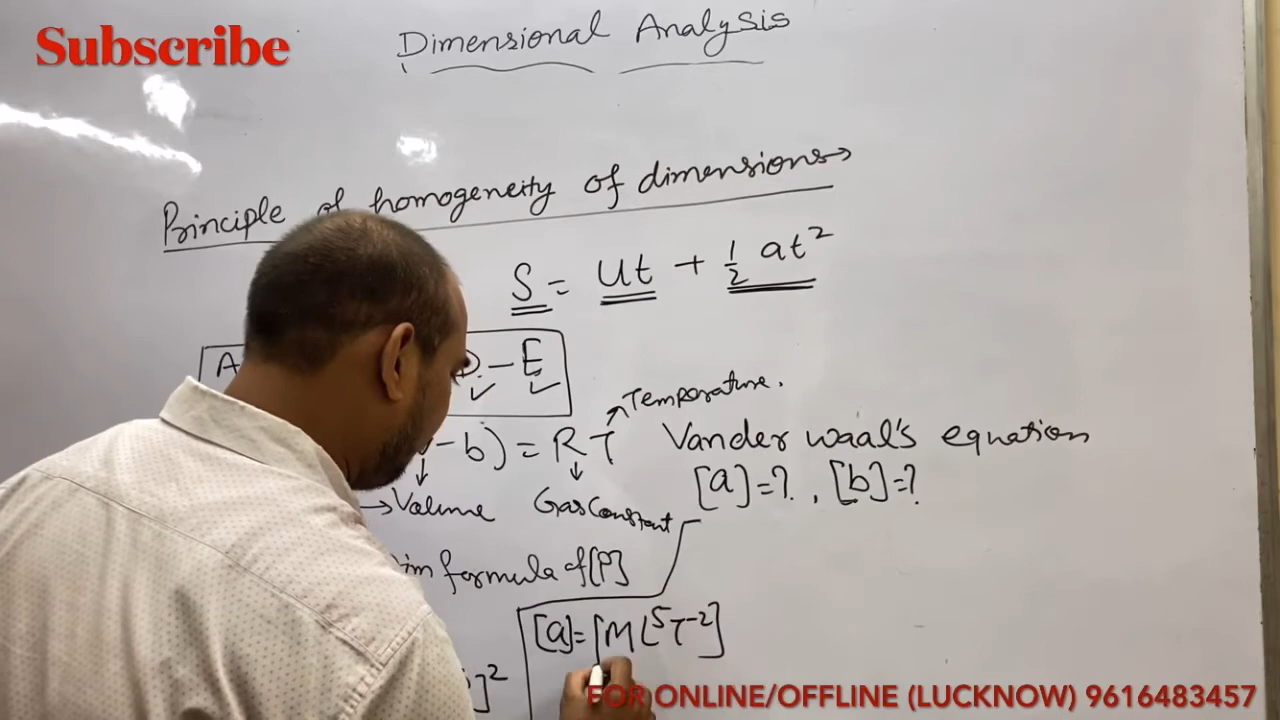 Subscribe
Dimensional Analysis
Principle of homogeneity of dimensions→
S = ut + 1/2 at²
A – E
– b) = RT → Temperature.
Vander waal's equation
→ Volume Gas Constant [a]=?, [b]=?
formula of [P]
[a]=[ML⁵T⁻²]
]²
FOR ONLINE/OFFLINE (LUCKNOW) 9616483457